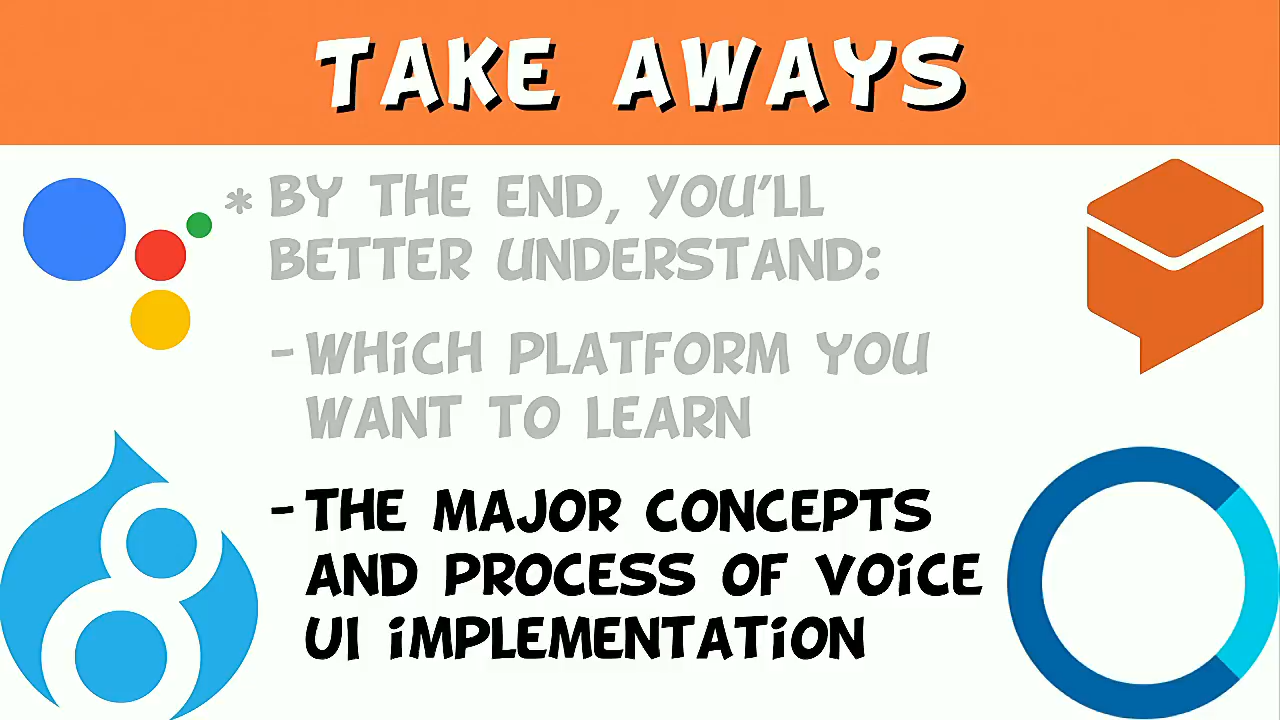 TAKE AWAYS
* BY THE END, YOU'LL
BETTER UNDERSTAND:
- WHiCH PLATFORM YOU
WANT TO LEARN
- THE MAJOR CONCEPTS
AND PROCESS OF VOiCE
UI iMPLEMENTATiON